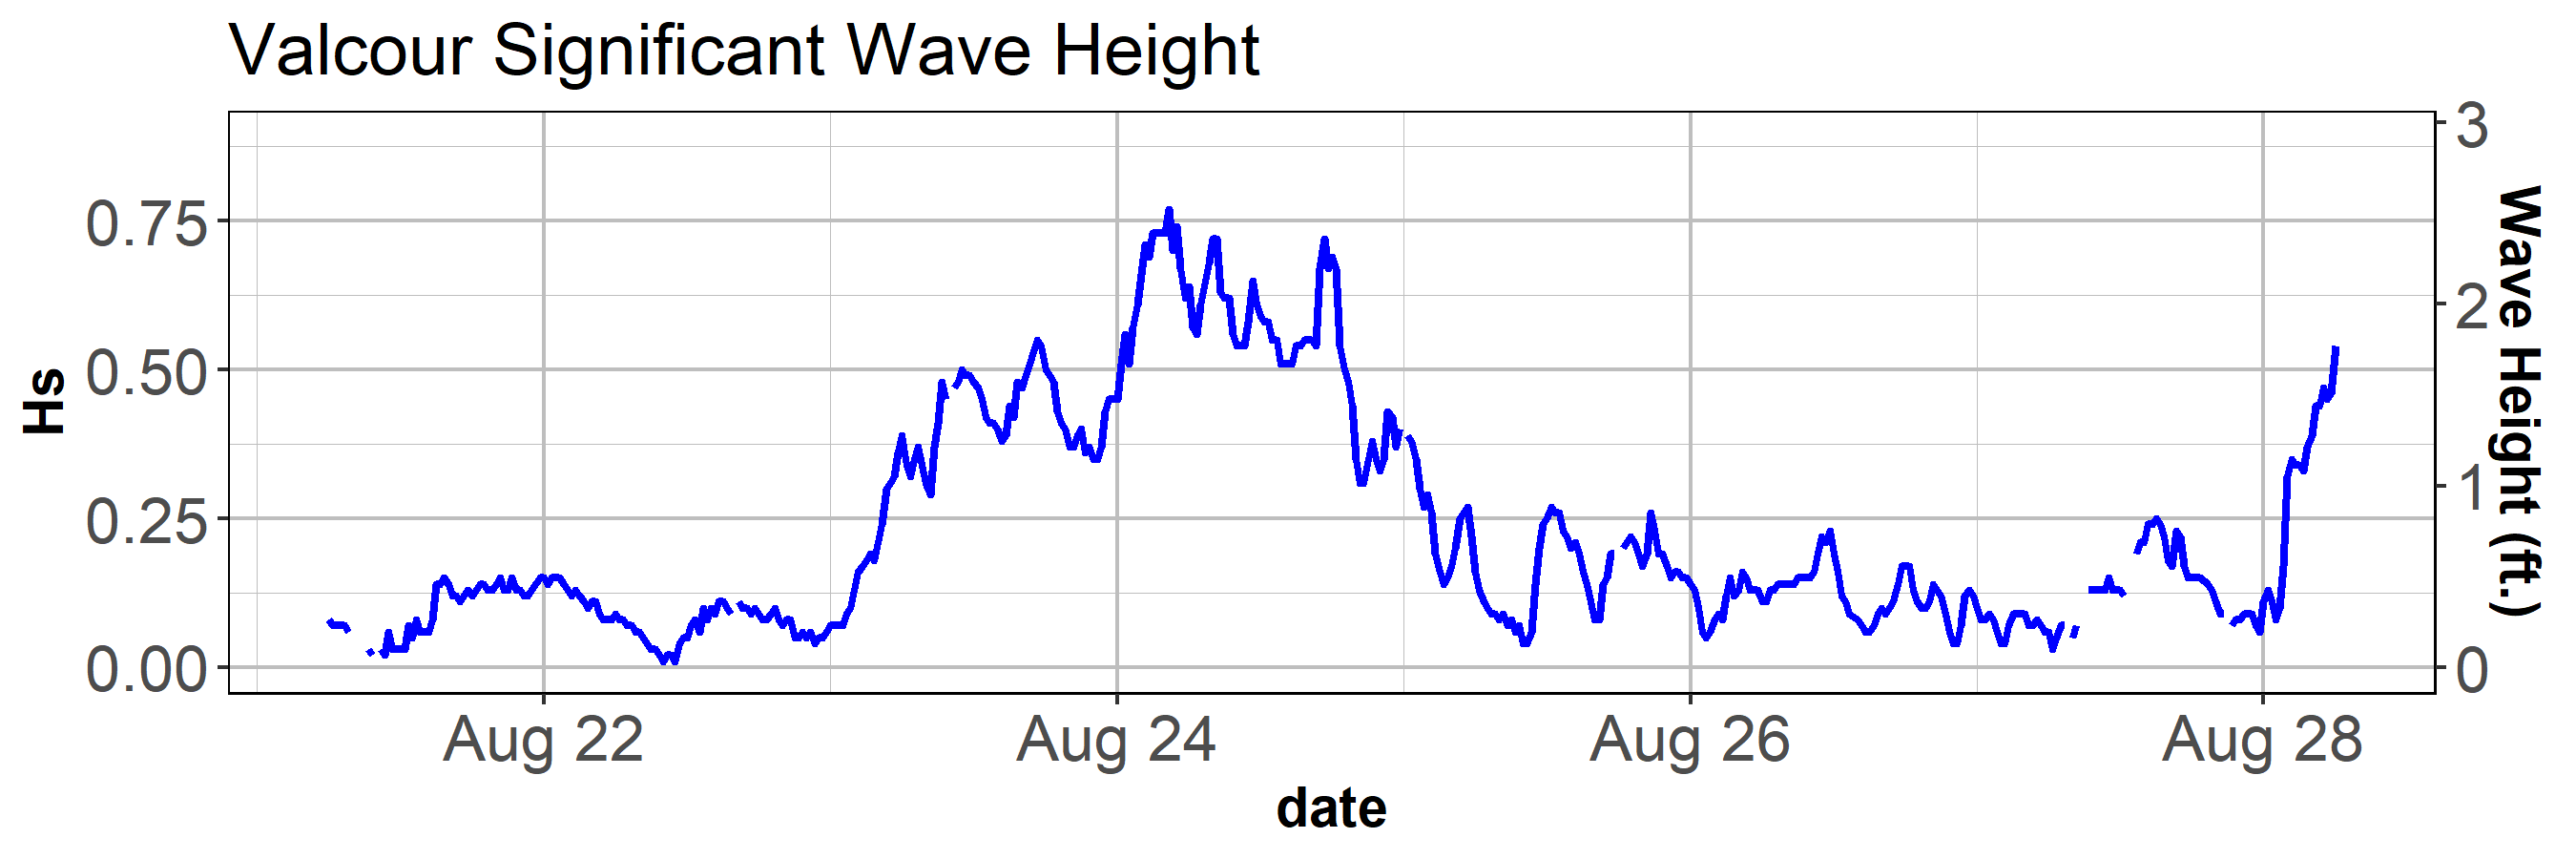 Valcour Significant Wave Height
Hs
0.75
0.50
0.25
0.00
3
2
1
0
Wave Height (ft.)
Aug 22 Aug 24 Aug 26 Aug 28
date